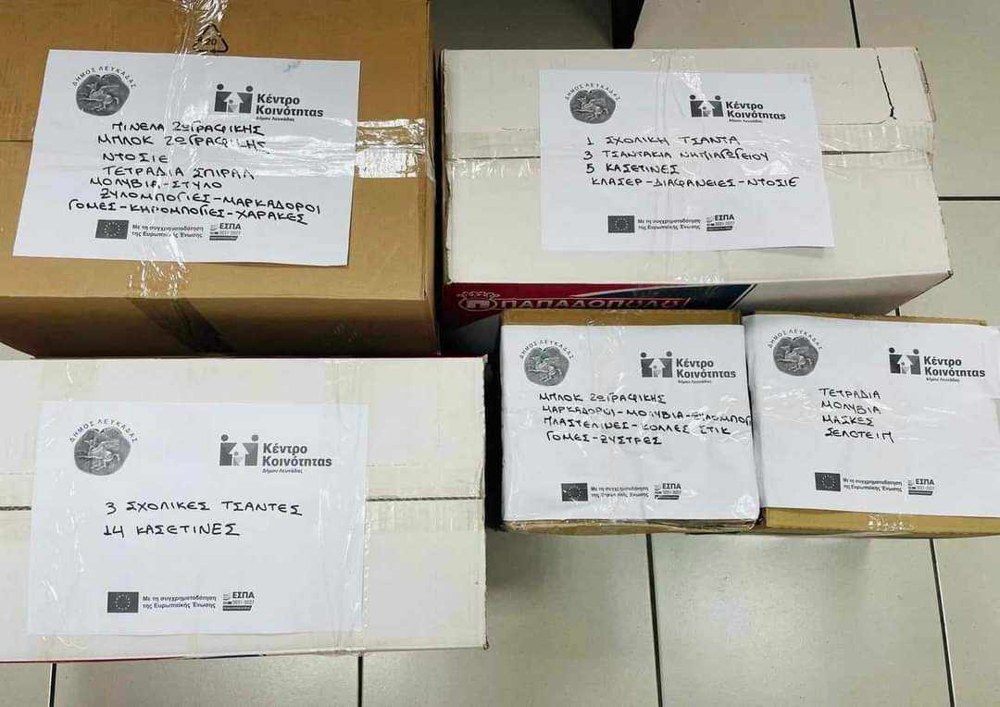 20
ΔΗΜΟΣ ΛΕΥΚΑΔΑΣ
Κέντρο
Κοινότητας
Δήμου Λευκάδας
ΠΙΝΕΛΑ ΖΩΓΡΑΦΙΚΗΣ
ΜΠΛΟΚ ΖΩΓΡΑΦΙΚΗΣ
ΝΤΟΣΙΕ
ΤΕΤΡΑΔΙΑ ΣΠΙΡΑΛ
ΜΟΛΥΒΙΑ-ΣΤΥΛΟ
ΞΥΛΟΜΠΟΓΙΕΣ-ΜΑΡΚΑΔΟΡΟΙ
ΓΟΜΕΣ-ΚΗΡΟΜΠΟΓΙΕΣ-ΧΑΡΑΚΕΣ
Με τη συγχρηματοδότηση
της Ευρωπαϊκής Ένωσης
ΕΣΠΑ
2021-2027
ΔΗΜΟΣ ΛΕΥΚΑΔΑΣ
Κέντρο
Κοινότητας
Δήμου Λευκάδας
1 ΣΧΟΛΙΚΗ ΤΣΑΝΤΑ
3 ΤΣΑΝΤΑΚΙΑ ΝΗΠΙΑΓΩΓΕΙΟΥ
5 ΚΑΣΕΤΙΝΕΣ
ΚΛΑΣΕΡ-ΔΙΑΦΑΝΕΙΕΣ-ΝΤΟΣΙΕ
Με τη συγχρηματοδότηση
της Ευρωπαϊκής Ένωσης
ΕΣΠΑ
2021-2027
ΠΑΠΑΔΟΠΟΥΛΟΥ
ΔΗΜΟΣ ΛΕΥΚΑΔΑΣ
Κέντρο
Κοινότητας
Δήμου Λευκάδας
3 ΣΧΟΛΙΚΕΣ ΤΣΑΝΤΕΣ
14 ΚΑΣΕΤΙΝΕΣ
Με τη συγχρηματοδότηση
της Ευρωπαϊκής Ένωσης
ΕΣΠΑ
2021-2027
ΔΗΜΟΣ ΛΕΥΚΑΔΑΣ
Κέντρο
Κοινότητας
Δήμου Λευκάδας
ΜΠΛΟΚ ΖΩΓΡΑΦΙΚΗΣ
ΜΑΡΚΑΔΟΡΟΙ-ΜΟΛΥΒΙΑ-ΞΥΛΟΜΠΟΓ
ΠΛΑΣΤΕΛΙΝΕΣ-ΚΟΛΛΕΣ ΣΤΙΚ
ΓΟΜΕΣ-ΞΥΣΤΡΕΣ
Με τη συγχρηματοδότηση
της Ευρωπαϊκής Ένωσης
ΕΣΠΑ
2021-2027
ΔΗΜΟΣ ΛΕΥΚΑΔΑΣ
Κέντρο
Κοινότητας
Δήμου Λευκάδας
ΤΕΤΡΑΔΙΑ
ΜΟΛΥΒΙΑ
ΜΑΣΚΕΣ
ΣΕΛΟΤΕΙΠ
Με τη συγχρηματοδότηση
της Ευρωπαϊκής Ένωσης
ΕΣΠΑ
2021-2027